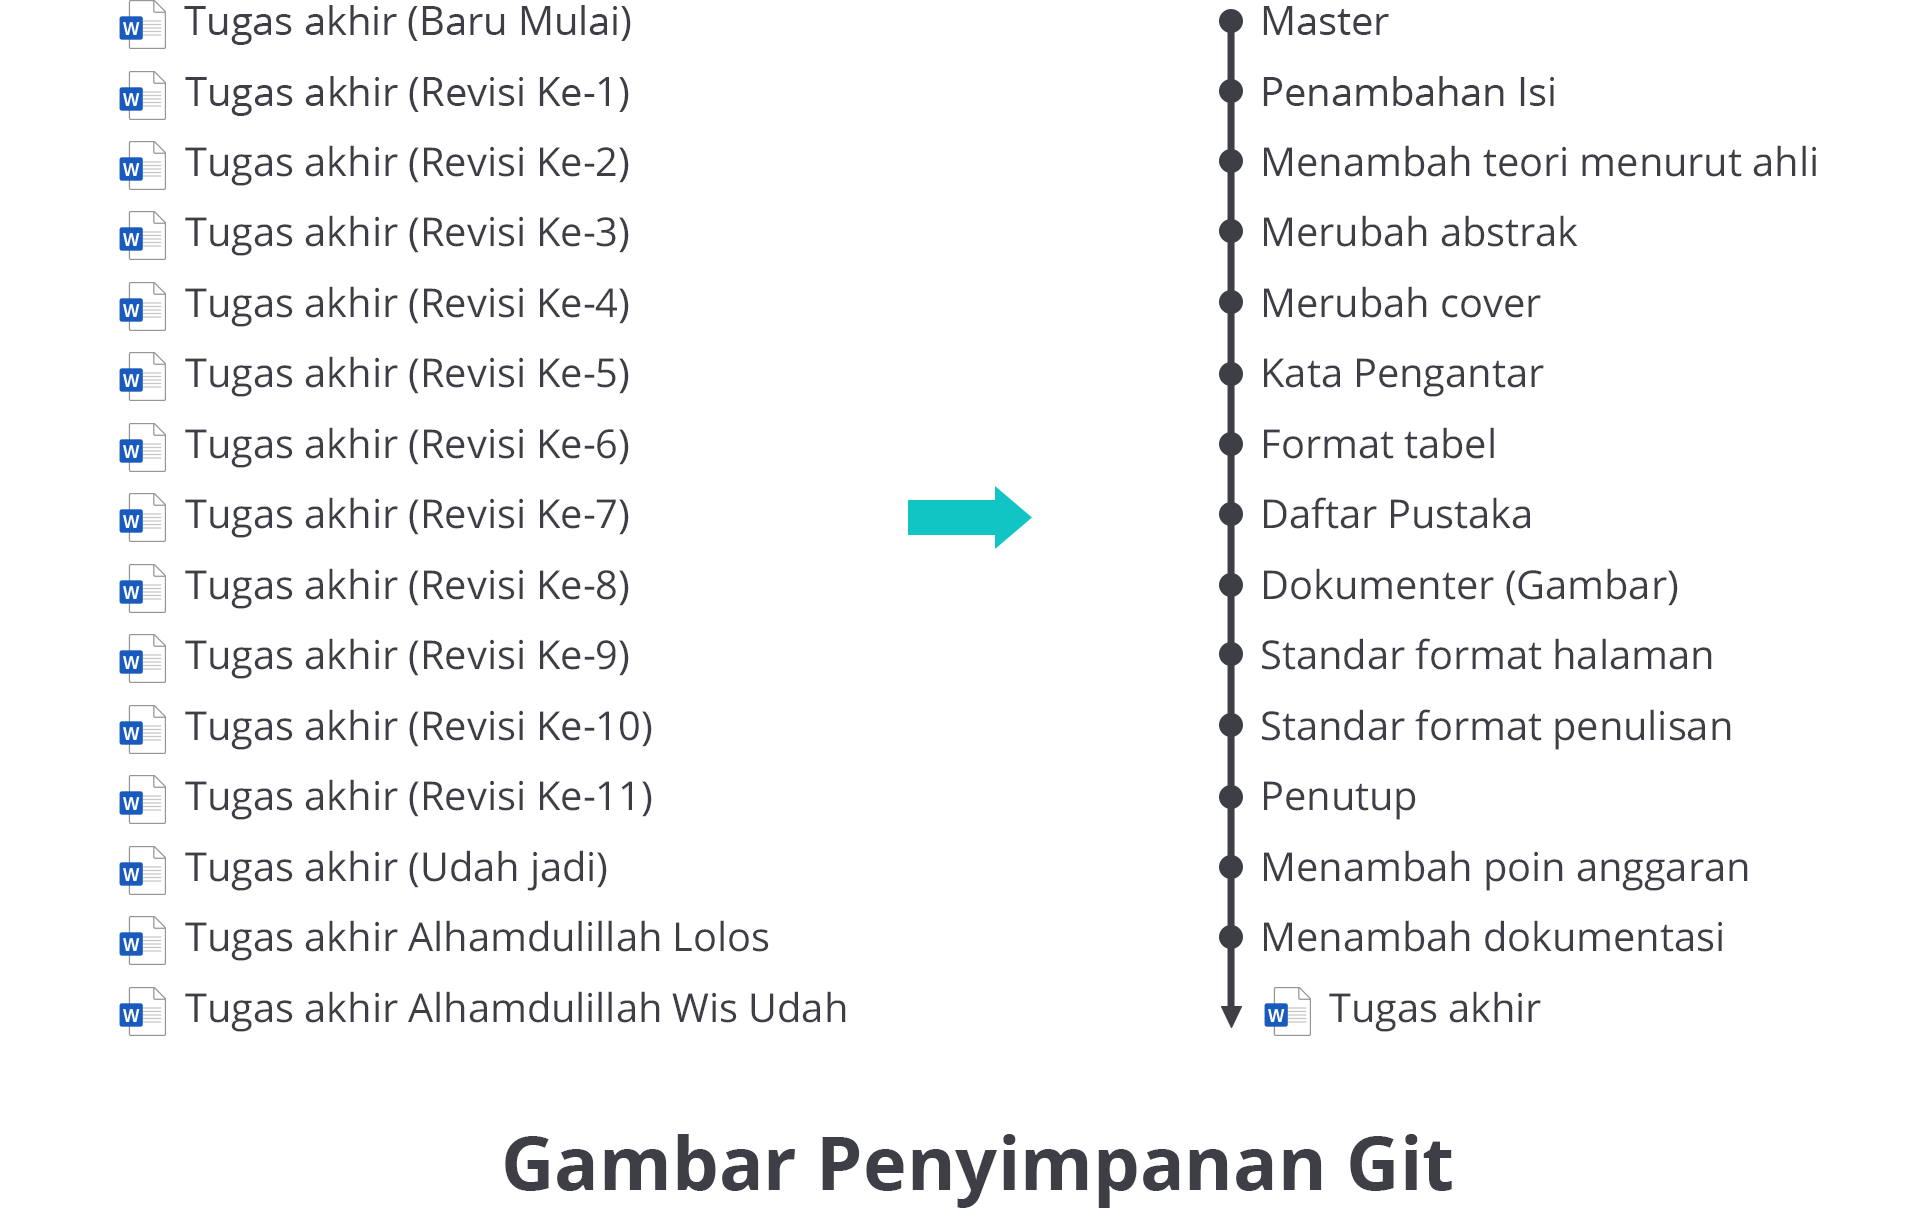 Tugas akhir (Baru Mulai)
Tugas akhir (Revisi Ke-1)
Tugas akhir (Revisi Ke-2)
Tugas akhir (Revisi Ke-3)
Tugas akhir (Revisi Ke-4)
Tugas akhir (Revisi Ke-5)
Tugas akhir (Revisi Ke-6)
Tugas akhir (Revisi Ke-7)
Tugas akhir (Revisi Ke-8)
Tugas akhir (Revisi Ke-9)
Tugas akhir (Revisi Ke-10)
Tugas akhir (Revisi Ke-11)
Tugas akhir (Udah jadi)
Tugas akhir Alhamdulillah Lolos
Tugas akhir Alhamdulillah Wis Udah
Master
Penambahan Isi
Menambah teori menurut ahli
Merubah abstrak
Merubah cover
Kata Pengantar
Format tabel
Daftar Pustaka
Dokumenter (Gambar)
Standar format halaman
Standar format penulisan
Penutup
Menambah poin anggaran
Menambah dokumentasi
Tugas akhir
Gambar Penyimpanan Git